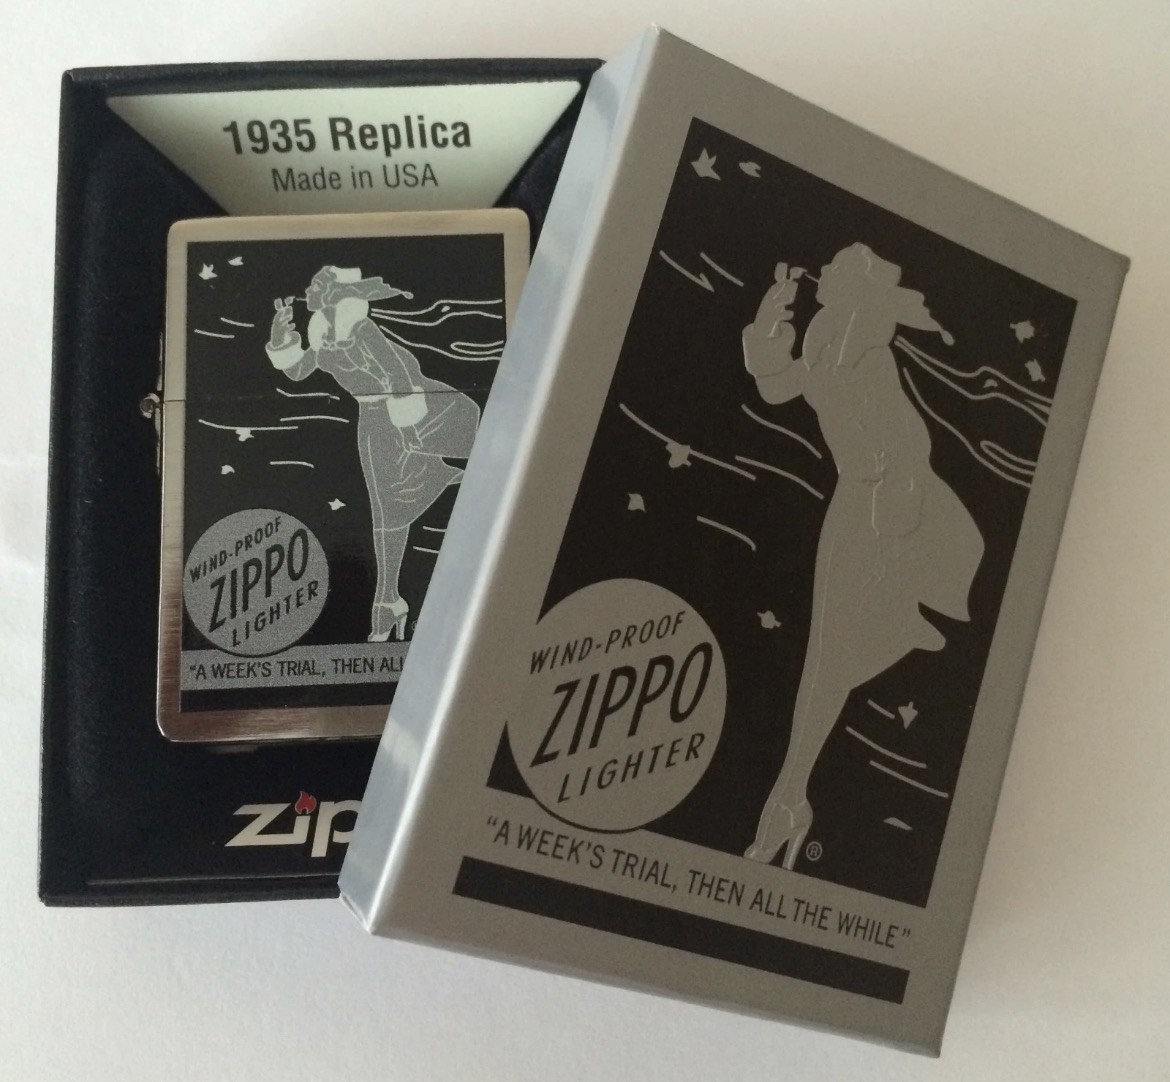 1935 Replica
Made in USA
WIND-PROOF
ZIPPO
LIGHTER
"A WEEK'S TRIAL, THEN ALL
zip
WIND-PROOF
ZIPPO
LIGHTER
®
"A WEEK'S TRIAL, THEN ALL THE WHILE"